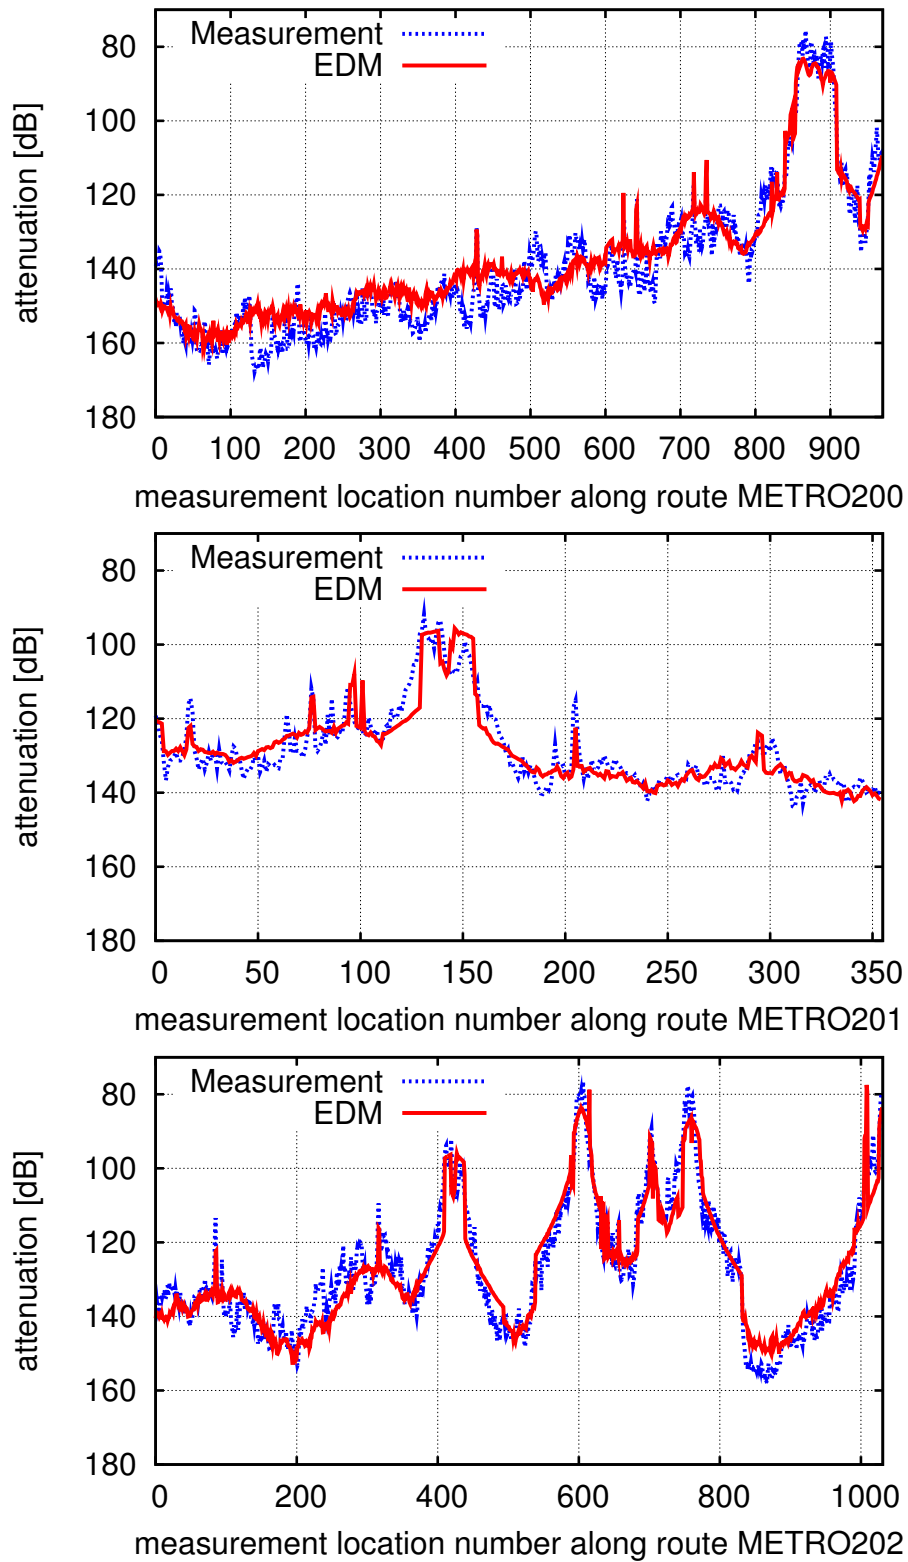 Measurement
EDM
attenuation [dB]
80
100
120
140
160
180
0 100 200 300 400 500 600 700 800 900
measurement location number along route METRO200
Measurement
EDM
attenuation [dB]
80
100
120
140
160
180
0 50 100 150 200 250 300 350
measurement location number along route METRO201
Measurement
EDM
attenuation [dB]
80
100
120
140
160
180
0 200 400 600 800 1000
measurement location number along route METRO202